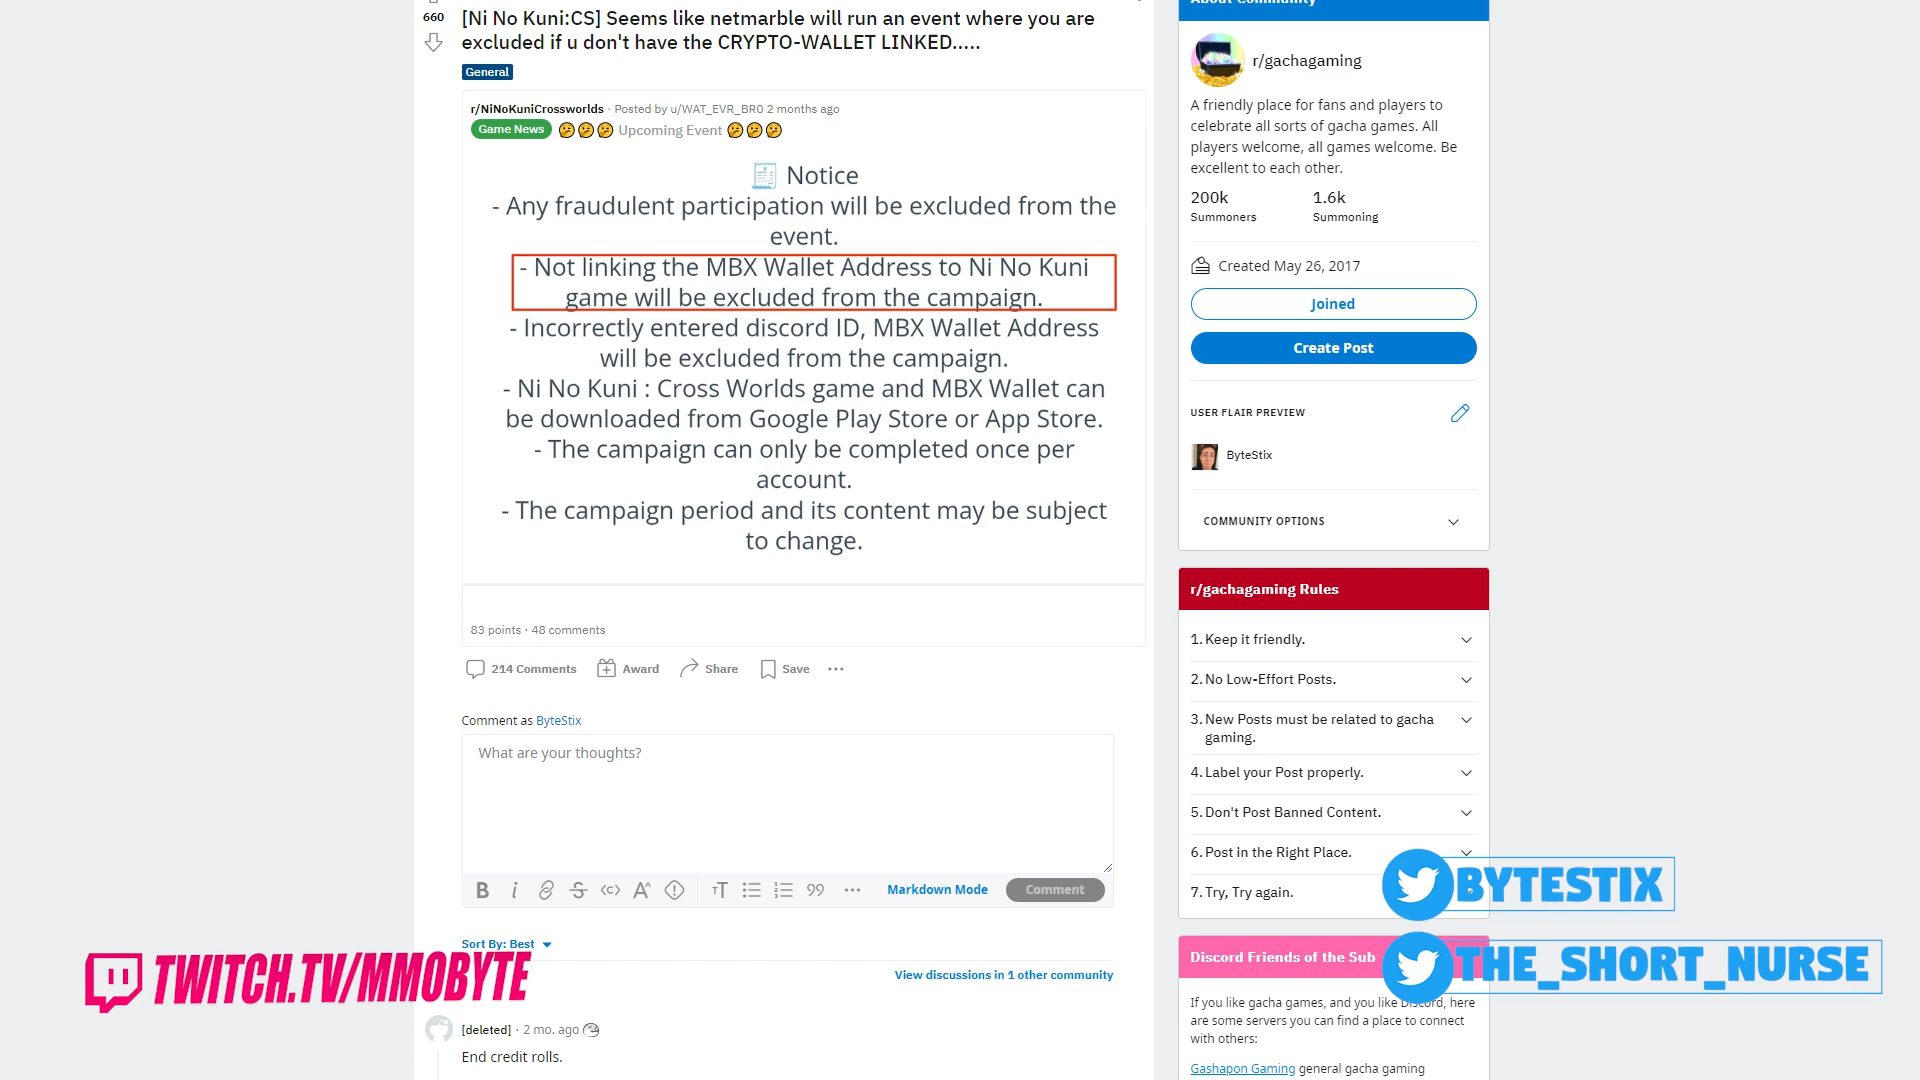 660
[Ni No Kuni:CS] Seems like netmarble will run an event where you are
excluded if u don't have the CRYPTO-WALLET LINKED.....
General
r/NiNoKuniCrossworlds · Posted by u/WAT_EVR_BR0 2 months ago
Game News 🤔🤔🤔 Upcoming Event 🤔🤔🤔
🧾 Notice
- Any fraudulent participation will be excluded from the
event.
- Not linking the MBX Wallet Address to Ni No Kuni
game will be excluded from the campaign.
- Incorrectly entered discord ID, MBX Wallet Address
will be excluded from the campaign.
- Ni No Kuni : Cross Worlds game and MBX Wallet can
be downloaded from Google Play Store or App Store.
- The campaign can only be completed once per
account.
- The campaign period and its content may be subject
to change.
83 points · 48 comments
214 Comments Award Share Save ...
Comment as ByteStix
What are your thoughts?
Markdown Mode Comment
Sort By: Best
View discussions in 1 other community
[deleted] · 2 mo. ago
End credit rolls.
About Community
r/gachagaming
A friendly place for fans and players to
celebrate all sorts of gacha games. All
players welcome, all games welcome. Be
excellent to each other.
200k 1.6k
Summoners Summoning
Created May 26, 2017
Joined
Create Post
USER FLAIR PREVIEW
ByteStix
COMMUNITY OPTIONS
r/gachagaming Rules
1. Keep it friendly.
2. No Low-Effort Posts.
3. New Posts must be related to gacha
gaming.
4. Label your Post properly.
5. Don't Post Banned Content.
6. Post in the Right Place.
7. Try, Try again.
Discord Friends of the Sub
If you like gacha games, and you like Discord, here
are some servers you can find a place to connect
with others:
Gashapon Gaming general gacha gaming
TWITCH.TV/MMOBYTE
BYTESTIX
THE_SHORT_NURSE